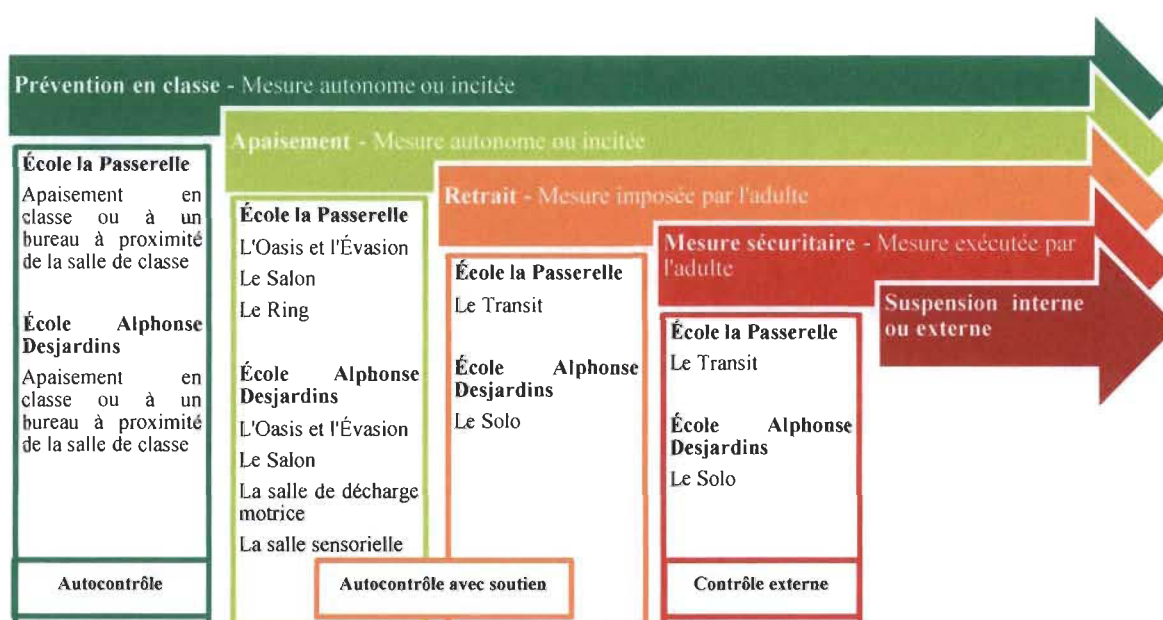 Prévention en classe - Mesure autonome ou incitée
Apaisement - Mesure autonome ou incitée
Retrait - Mesure imposée par l'adulte
Mesure sécuritaire - Mesure exécutée par
l'adulte
Suspension interne
ou externe
École la Passerelle
Apaisement en
classe ou à un
bureau à proximité
de la salle de classe
École Alphonse
Desjardins
Apaisement en
classe ou à un
bureau à proximité
de la salle de classe
École la Passerelle
L'Oasis et l'Évasion
Le Salon
Le Ring
École Alphonse
Desjardins
L'Oasis et l'Évasion
Le Salon
La salle de décharge
motrice
La salle sensorielle
École la Passerelle
Le Transit
École Alphonse
Desjardins
Le Solo
École la Passerelle
Le Transit
École Alphonse
Desjardins
Le Solo
Autocontrôle
Autocontrôle avec soutien
Contrôle externe